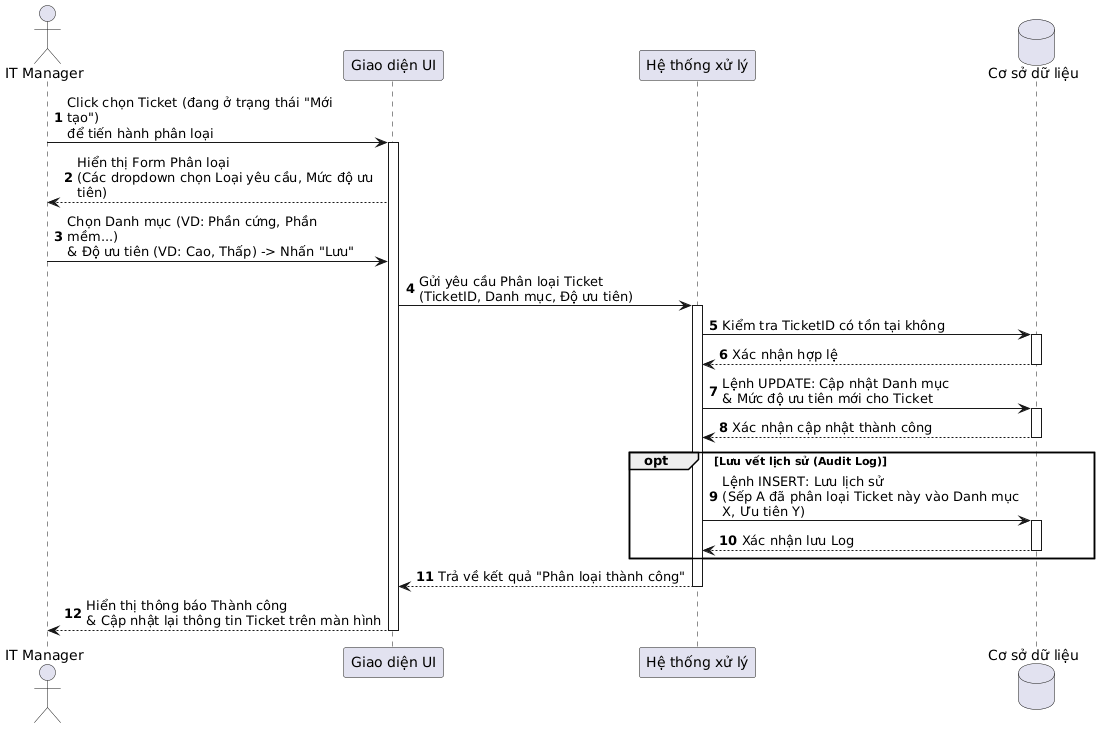 IT Manager
Giao diện UI
Hệ thống xử lý
Cơ sở dữ liệu
Click chọn Ticket (đang ở trạng thái "Mới
1 tạo")
để tiến hành phân loại
Hiển thị Form Phân loại
2 (Các dropdown chọn Loại yêu cầu, Mức độ ưu
tiên)
Chọn Danh mục (VD: Phần cứng, Phần
3 mềm...)
& Độ ưu tiên (VD: Cao, Thấp) -> Nhấn "Lưu"
4 Gửi yêu cầu Phân loại Ticket
(TicketID, Danh mục, Độ ưu tiên)
5 Kiểm tra TicketID có tồn tại không
6 Xác nhận hợp lệ
7 Lệnh UPDATE: Cập nhật Danh mục
& Mức độ ưu tiên mới cho Ticket
8 Xác nhận cập nhật thành công
opt [Lưu vết lịch sử (Audit Log)]
Lệnh INSERT: Lưu lịch sử
9 (Sếp A đã phân loại Ticket này vào Danh mục
X, Ưu tiên Y)
10 Xác nhận lưu Log
11 Trả về kết quả "Phân loại thành công"
12 Hiển thị thông báo Thành công
& Cập nhật lại thông tin Ticket trên màn hình
IT Manager
Giao diện UI
Hệ thống xử lý
Cơ sở dữ liệu